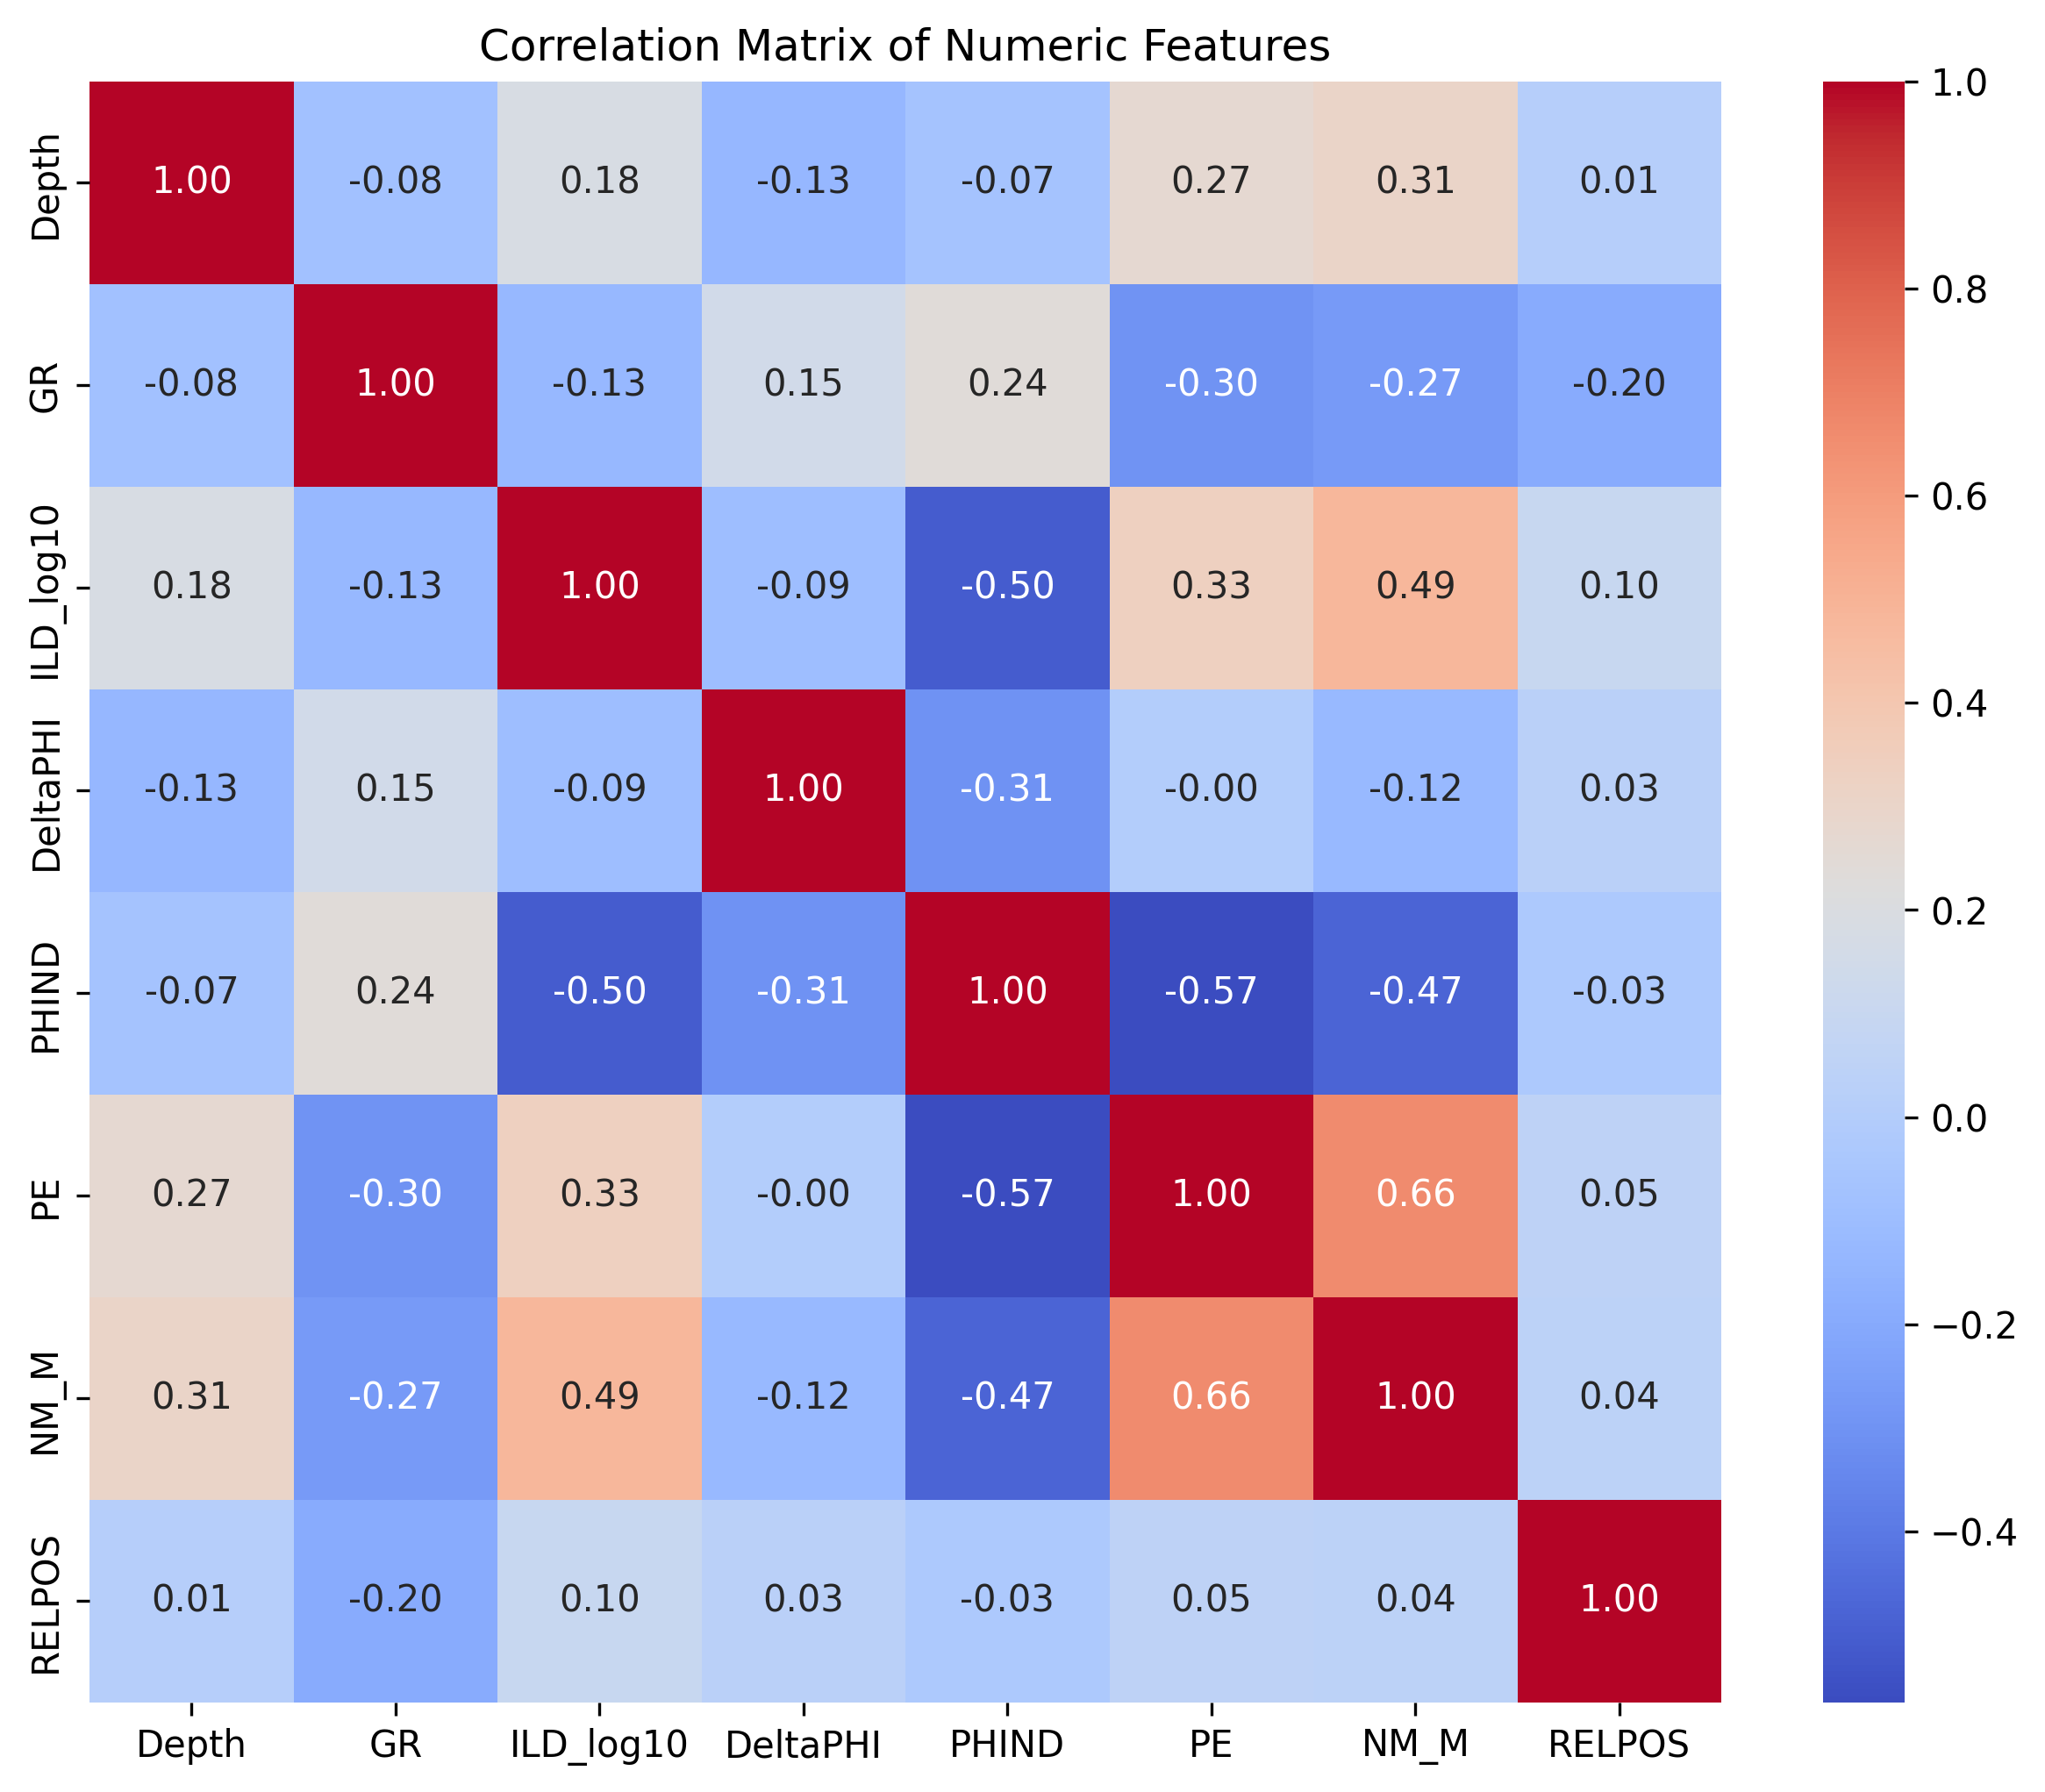 Correlation Matrix of Numeric Features
Depth 1.00 -0.08 0.18 -0.13 -0.07 0.27 0.31 0.01
GR -0.08 1.00 -0.13 0.15 0.24 -0.30 -0.27 -0.20
ILD_log10 0.18 -0.13 1.00 -0.09 -0.50 0.33 0.49 0.10
DeltaPHI -0.13 0.15 -0.09 1.00 -0.31 -0.00 -0.12 0.03
PHIND -0.07 0.24 -0.50 -0.31 1.00 -0.57 -0.47 -0.03
PE 0.27 -0.30 0.33 -0.00 -0.57 1.00 0.66 0.05
NM_M 0.31 -0.27 0.49 -0.12 -0.47 0.66 1.00 0.04
RELPOS 0.01 -0.20 0.10 0.03 -0.03 0.05 0.04 1.00
Depth GR ILD_log10 DeltaPHI PHIND PE NM_M RELPOS
1.0
0.8
0.6
0.4
0.2
0.0
−0.2
−0.4